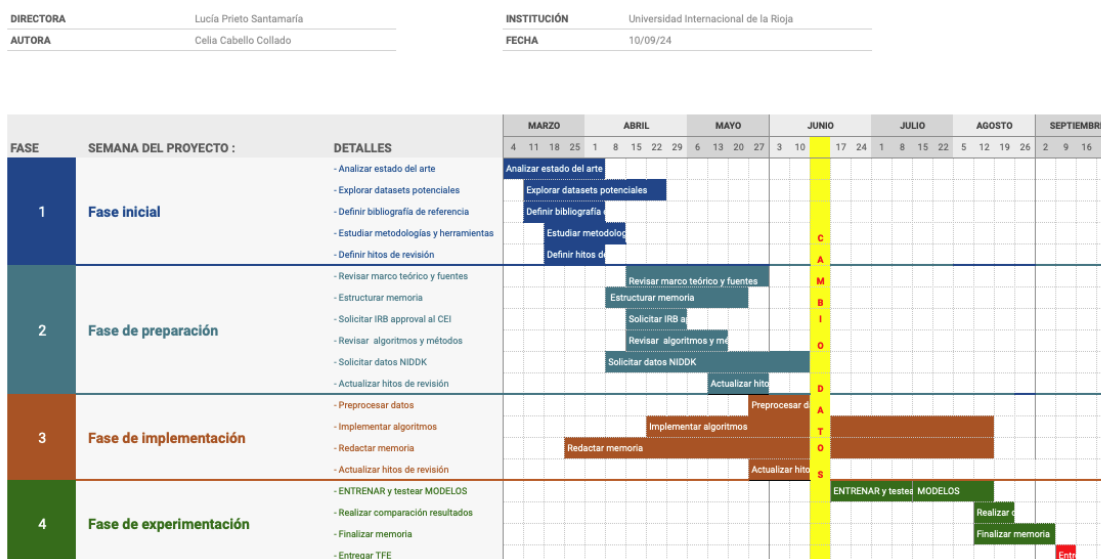 DIRECTORA Lucía Prieto Santamaría INSTITUCIÓN Universidad Internacional de la Rioja
AUTORA Celia Cabello Collado FECHA 10/09/24
MARZO ABRIL MAYO JUNIO JULIO AGOSTO SEPTIEMBRE
FASE SEMANA DEL PROYECTO : DETALLES 4 11 18 25 1 8 15 22 29 6 13 20 27 3 10 17 24 1 8 15 22 5 12 19 26 2 9 16
- Analizar estado del arte Analizar estado del arte
- Explorar datasets potenciales Explorar datasets potenciales
1 Fase inicial - Definir bibliografía de referencia Definir bibliografía
- Estudiar metodologías y herramientas Estudiar metodolog
- Definir hitos de revisión Definir hitos de
- Revisar marco teórico y fuentes Revisar marco teórico y fuentes
- Estructurar memoria Estructurar memoria
- Solicitar IRB approval al CEI Solicitar IRB ap
2 Fase de preparación - Revisar algoritmos y métodos Revisar algoritmos y mé
- Solicitar datos NIDDK Solicitar datos NIDDK
- Actualizar hitos de revisión Actualizar hito
- Preprocesar datos Preprocesar d
- Implementar algoritmos Implementar algoritmos
3 Fase de implementación - Redactar memoria Redactar memoria
- Actualizar hitos de revisión Actualizar hito
CAMBIO DATOS
- ENTRENAR y testear MODELOS ENTRENAR y testea MODELOS
- Realizar comparación resultados Realizar c
4 Fase de experimentación - Finalizar memoria Finalizar memoria
- Entregar TFE Entre